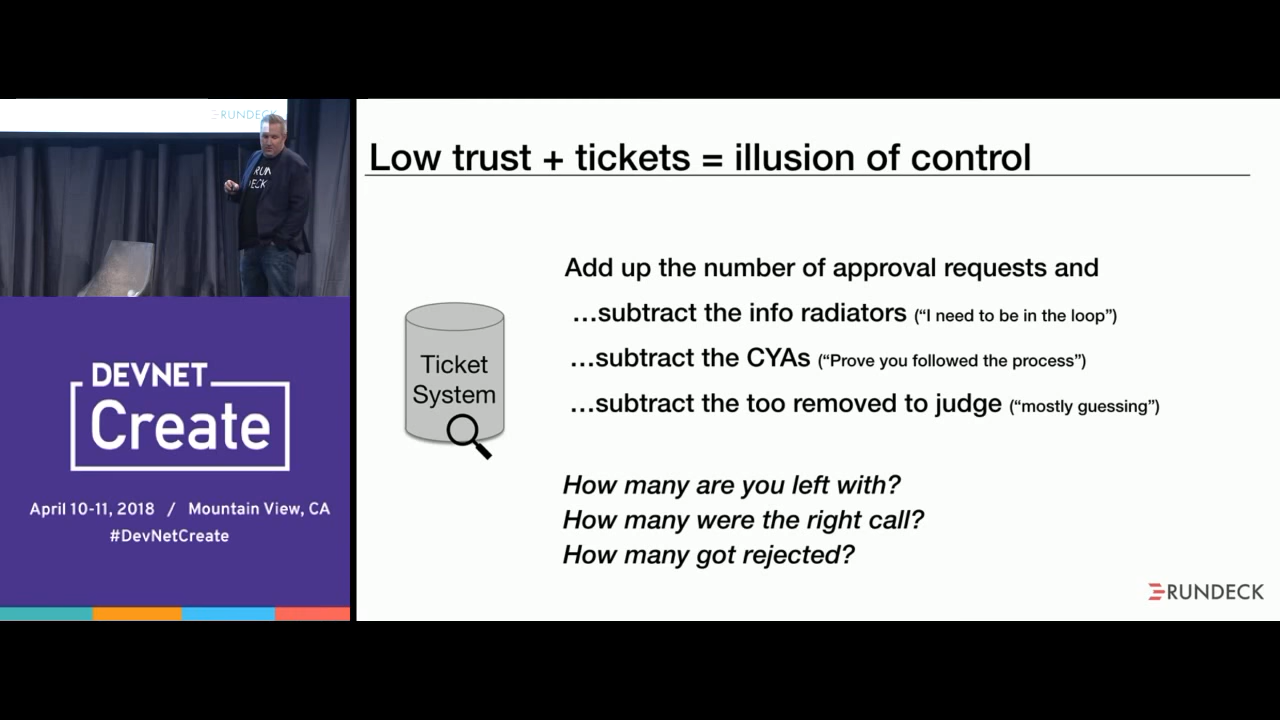 RUNDECK
RUN
DECK
DEVNET
Create
April 10-11, 2018 / Mountain View, CA
#DevNetCreate
Low trust + tickets = illusion of control
Ticket
System
Add up the number of approval requests and
…subtract the info radiators (“I need to be in the loop”)
…subtract the CYAs (“Prove you followed the process”)
…subtract the too removed to judge (“mostly guessing”)
How many are you left with?
How many were the right call?
How many got rejected?
RUNDECK